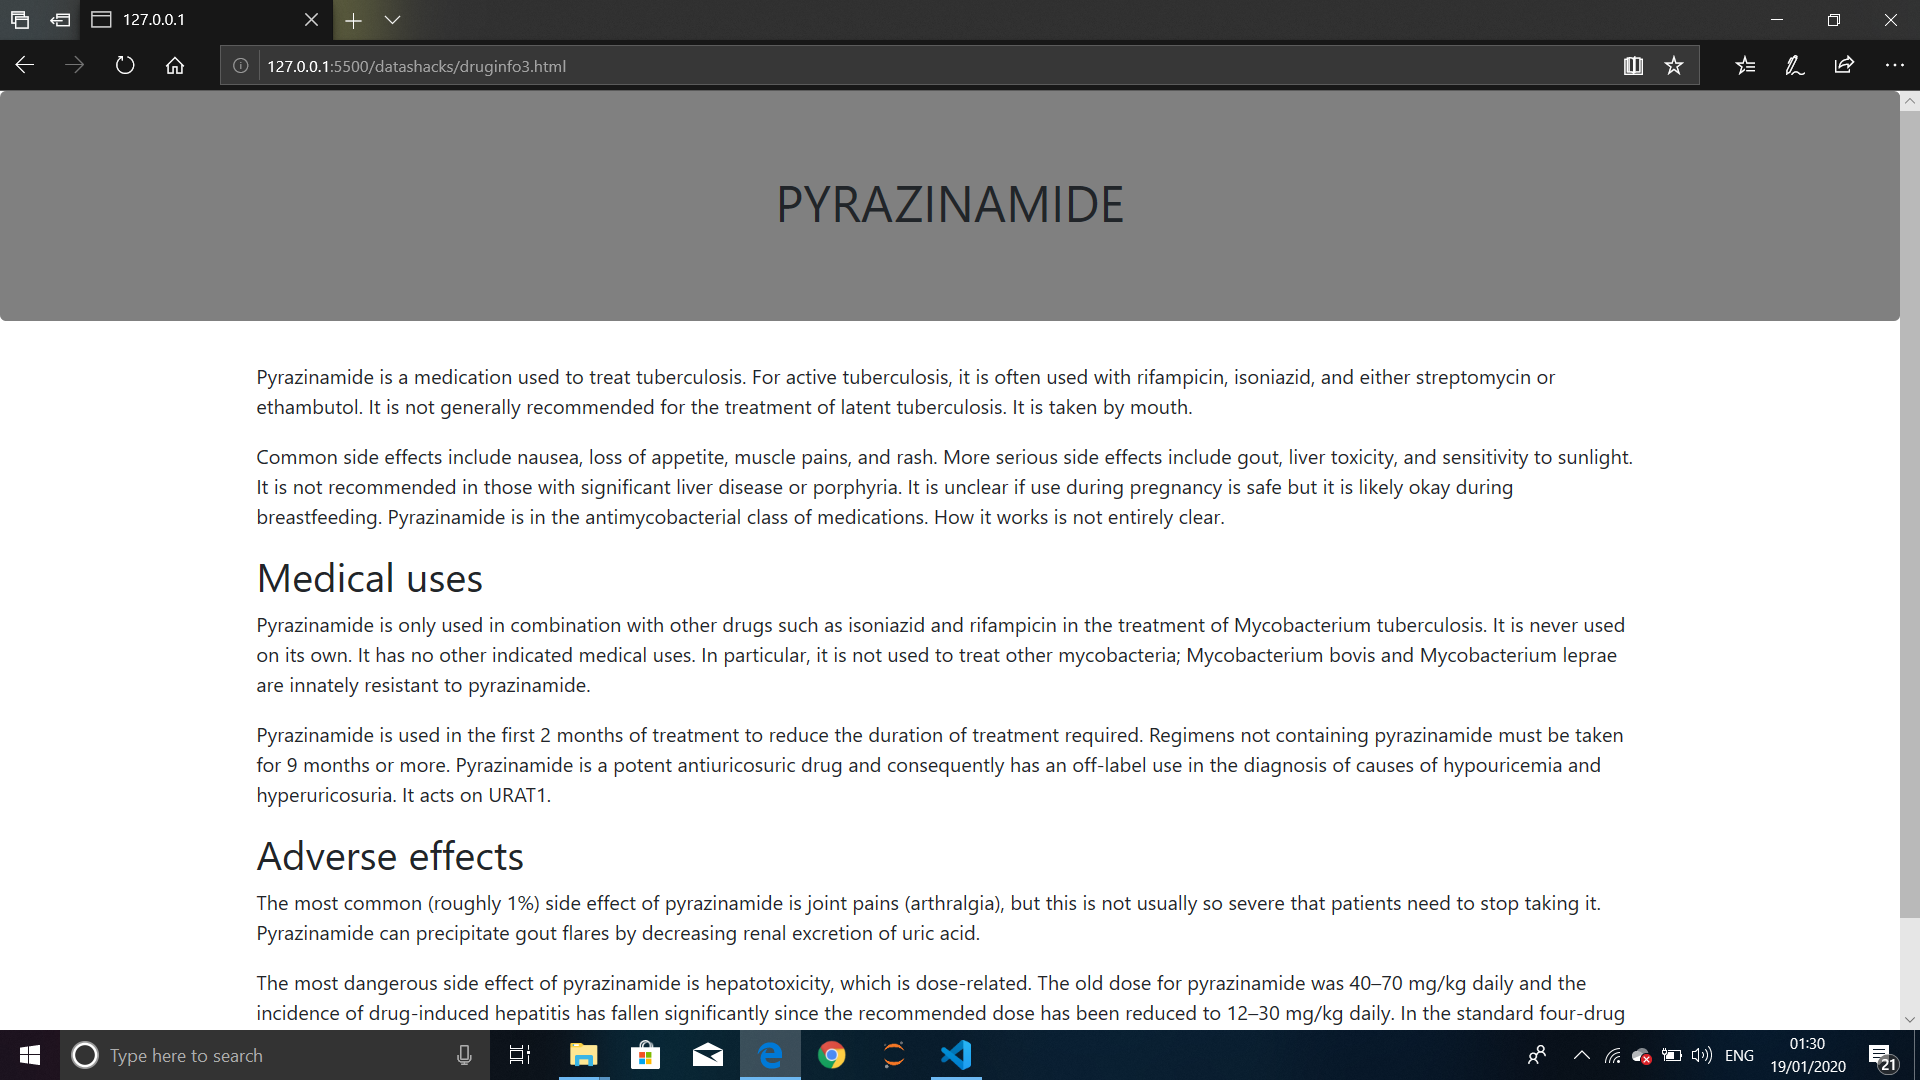 127.0.0.1
127.0.0.1:5500/datashacks/druginfo3.html
PYRAZINAMIDE
Pyrazinamide is a medication used to treat tuberculosis. For active tuberculosis, it is often used with rifampicin, isoniazid, and either streptomycin or
ethambutol. It is not generally recommended for the treatment of latent tuberculosis. It is taken by mouth.
Common side effects include nausea, loss of appetite, muscle pains, and rash. More serious side effects include gout, liver toxicity, and sensitivity to sunlight.
It is not recommended in those with significant liver disease or porphyria. It is unclear if use during pregnancy is safe but it is likely okay during
breastfeeding. Pyrazinamide is in the antimycobacterial class of medications. How it works is not entirely clear.
Medical uses
Pyrazinamide is only used in combination with other drugs such as isoniazid and rifampicin in the treatment of Mycobacterium tuberculosis. It is never used
on its own. It has no other indicated medical uses. In particular, it is not used to treat other mycobacteria; Mycobacterium bovis and Mycobacterium leprae
are innately resistant to pyrazinamide.
Pyrazinamide is used in the first 2 months of treatment to reduce the duration of treatment required. Regimens not containing pyrazinamide must be taken
for 9 months or more. Pyrazinamide is a potent antiuricosuric drug and consequently has an off-label use in the diagnosis of causes of hypouricemia and
hyperuricosuria. It acts on URAT1.
Adverse effects
The most common (roughly 1%) side effect of pyrazinamide is joint pains (arthralgia), but this is not usually so severe that patients need to stop taking it.
Pyrazinamide can precipitate gout flares by decreasing renal excretion of uric acid.
The most dangerous side effect of pyrazinamide is hepatotoxicity, which is dose-related. The old dose for pyrazinamide was 40–70 mg/kg daily and the
incidence of drug-induced hepatitis has fallen significantly since the recommended dose has been reduced to 12–30 mg/kg daily. In the standard four-drug
Type here to search
ENG
01:30
19/01/2020
21